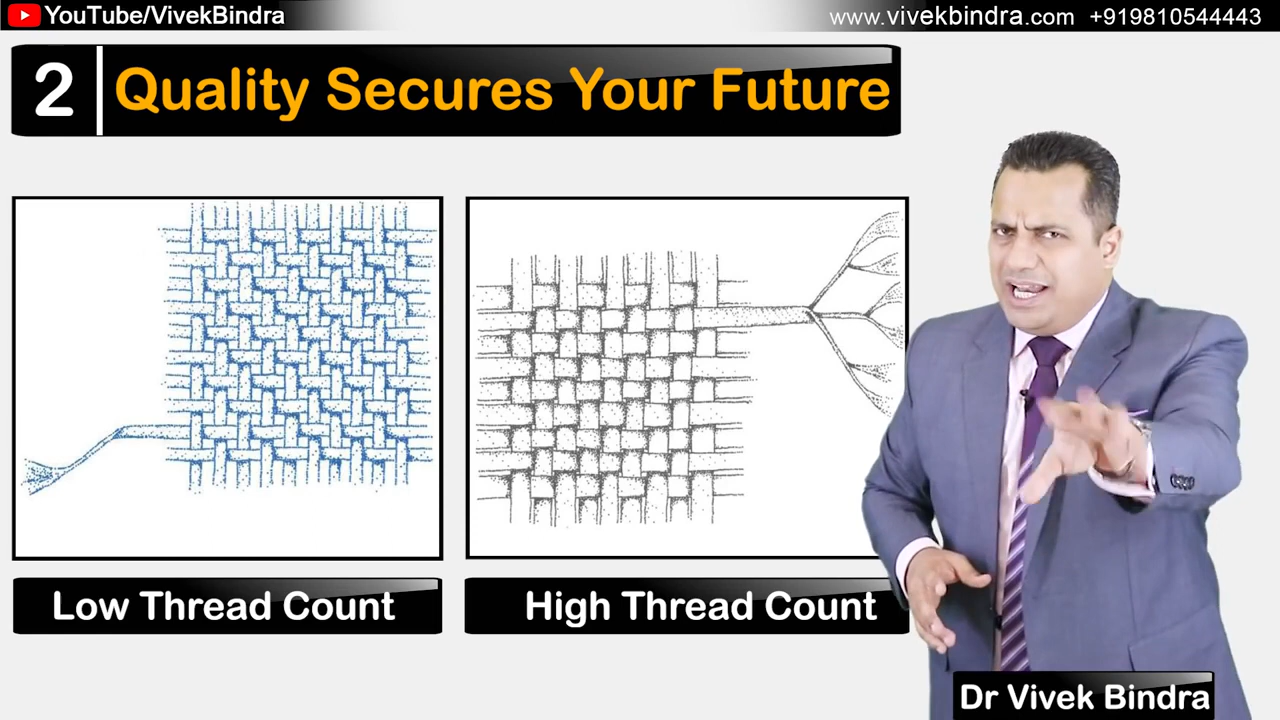 YouTube/VivekBindra
www.vivekbindra.com +919810544443
2 Quality Secures Your Future
Low Thread Count
High Thread Count
Dr Vivek Bindra